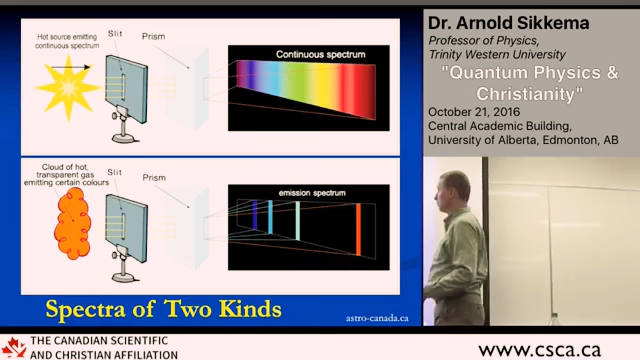 Hot source emitting
continuous spectrum
Slit
Prism
Continuous spectrum
Cloud of hot,
transparent gas
emitting certain colours
Slit
Prism
emission spectrum
Spectra of Two Kinds
astro-canada.ca
Dr. Arnold Sikkema
Professor of Physics,
Trinity Western University
"Quantum Physics &
Christianity"
October 21, 2016
Central Academic Building,
University of Alberta, Edmonton, AB
THE CANADIAN SCIENTIFIC
AND CHRISTIAN AFFILIATION
www.csca.ca